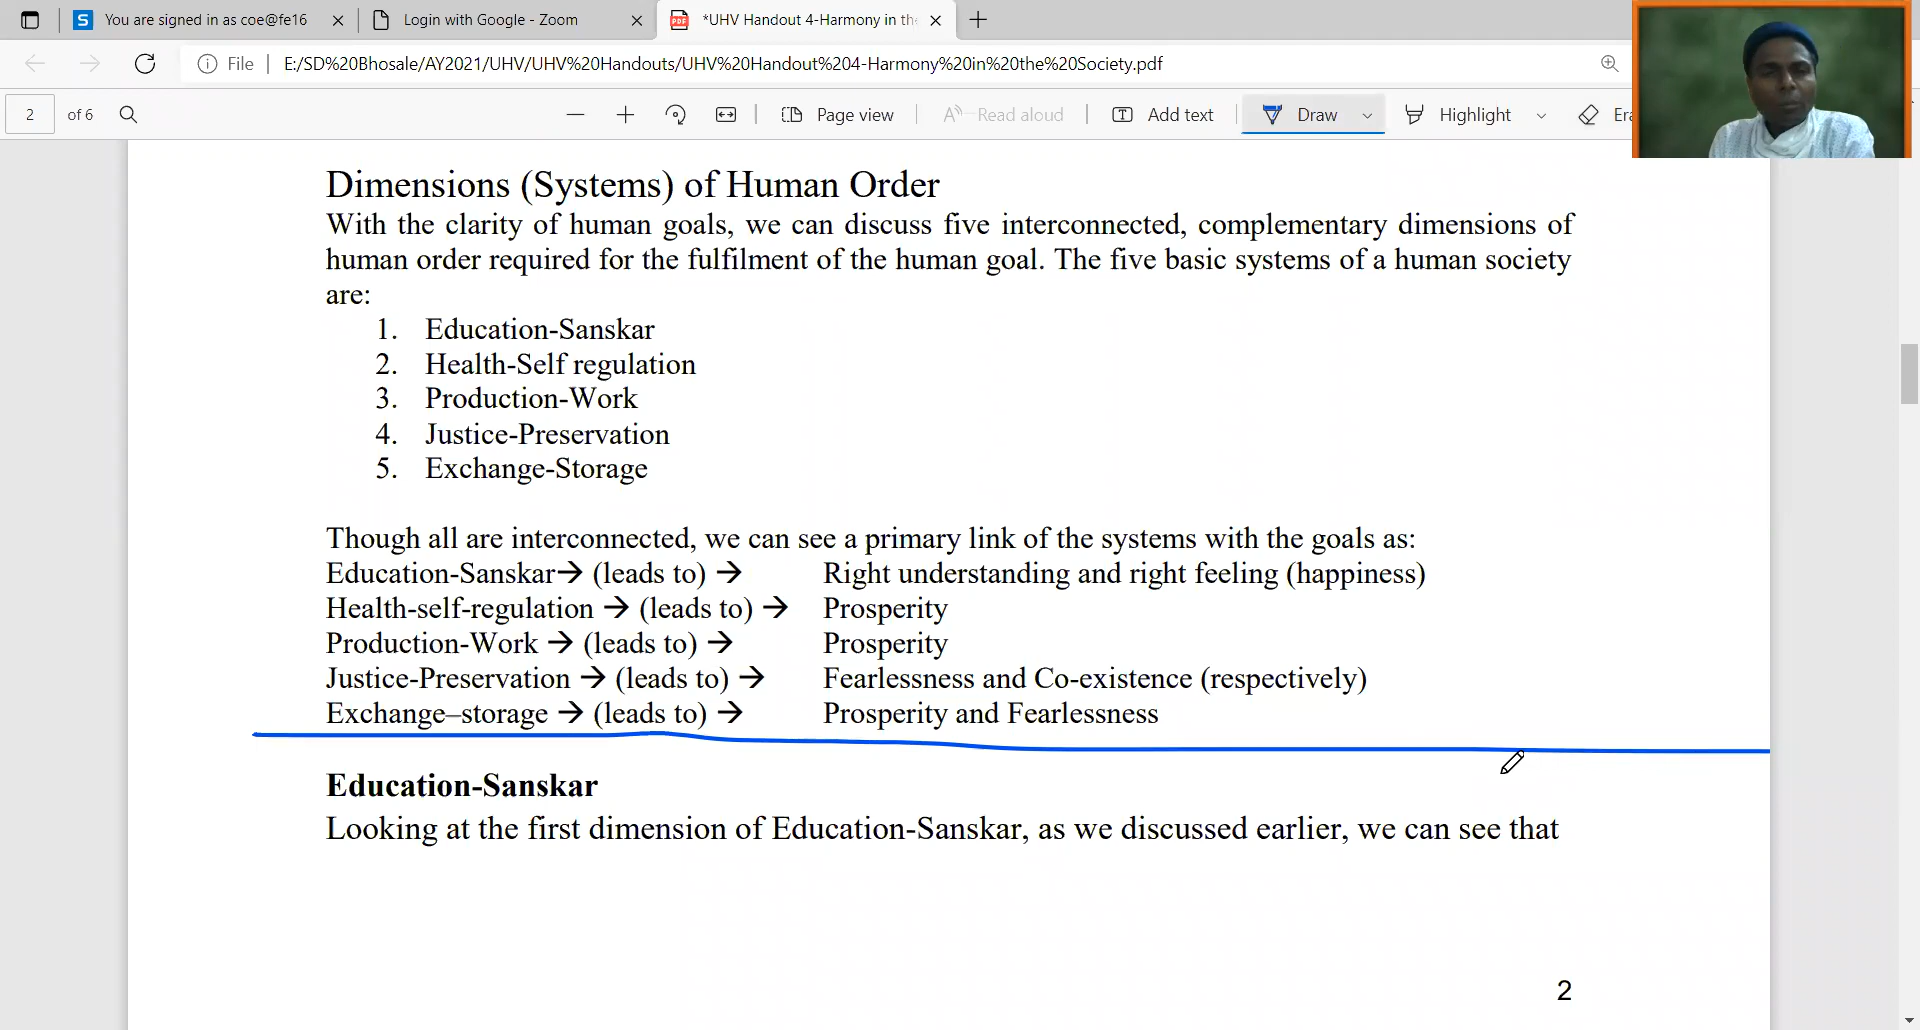 You are signed in as coe@fe16
Login with Google - Zoom
*UHV Handout 4-Harmony in the
File
E:/SD%20Bhosale/AY2021/UHV/UHV%20Handouts/UHV%20Handout%204-Harmony%20in%20the%20Society.pdf
2 of 6
Page view
Read aloud
Add text
Draw
Highlight
Dimensions (Systems) of Human Order
With the clarity of human goals, we can discuss five interconnected, complementary dimensions of
human order required for the fulfilment of the human goal. The five basic systems of a human society
are:
1. Education-Sanskar
2. Health-Self regulation
3. Production-Work
4. Justice-Preservation
5. Exchange-Storage
Though all are interconnected, we can see a primary link of the systems with the goals as:
Education-Sanskar→ (leads to) → Right understanding and right feeling (happiness)
Health-self-regulation → (leads to) → Prosperity
Production-Work → (leads to) → Prosperity
Justice-Preservation → (leads to) → Fearlessness and Co-existence (respectively)
Exchange–storage → (leads to) → Prosperity and Fearlessness
Education-Sanskar
Looking at the first dimension of Education-Sanskar, as we discussed earlier, we can see that
2